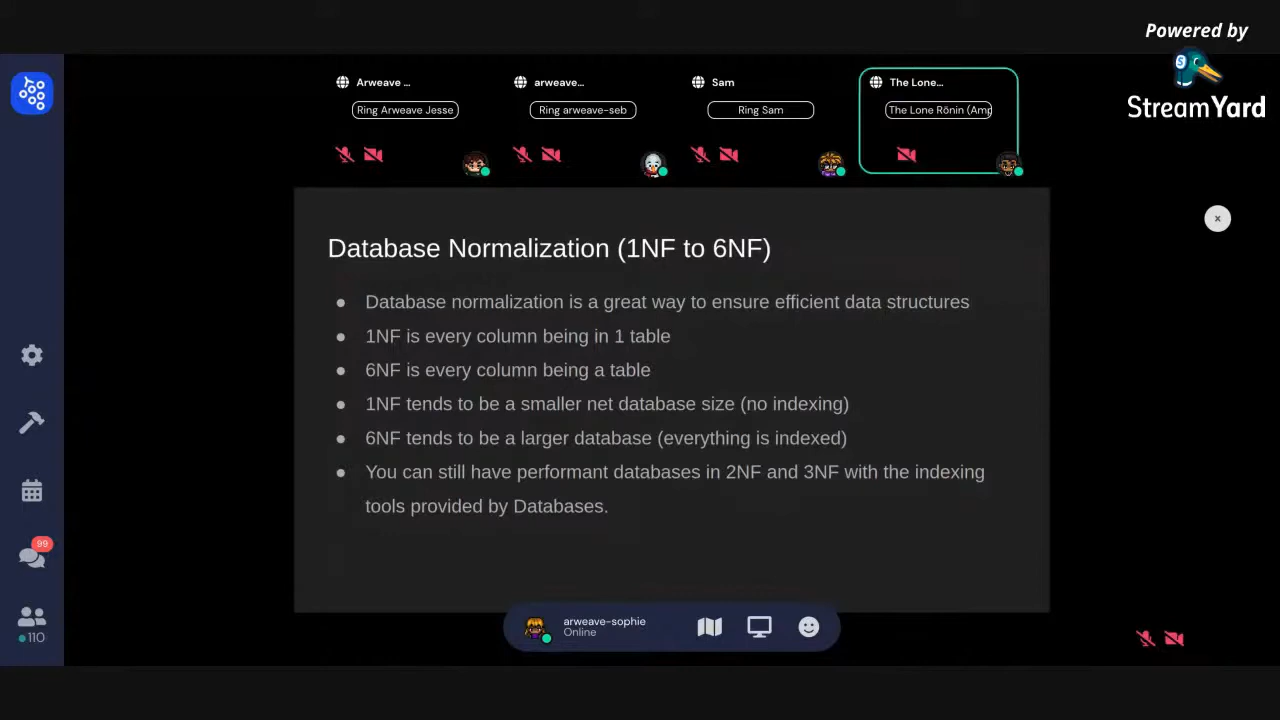 Powered by
StreamYard
Arweave ...
arweave...
Sam
The Lone...
Ring Arweave Jesse
Ring arweave-seb
Ring Sam
The Lone Rōnin (Amp
Database Normalization (1NF to 6NF)
● Database normalization is a great way to ensure efficient data structures
● 1NF is every column being in 1 table
● 6NF is every column being a table
● 1NF tends to be a smaller net database size (no indexing)
● 6NF tends to be a larger database (everything is indexed)
● You can still have performant databases in 2NF and 3NF with the indexing
tools provided by Databases.
99
110
arweave-sophie
Online